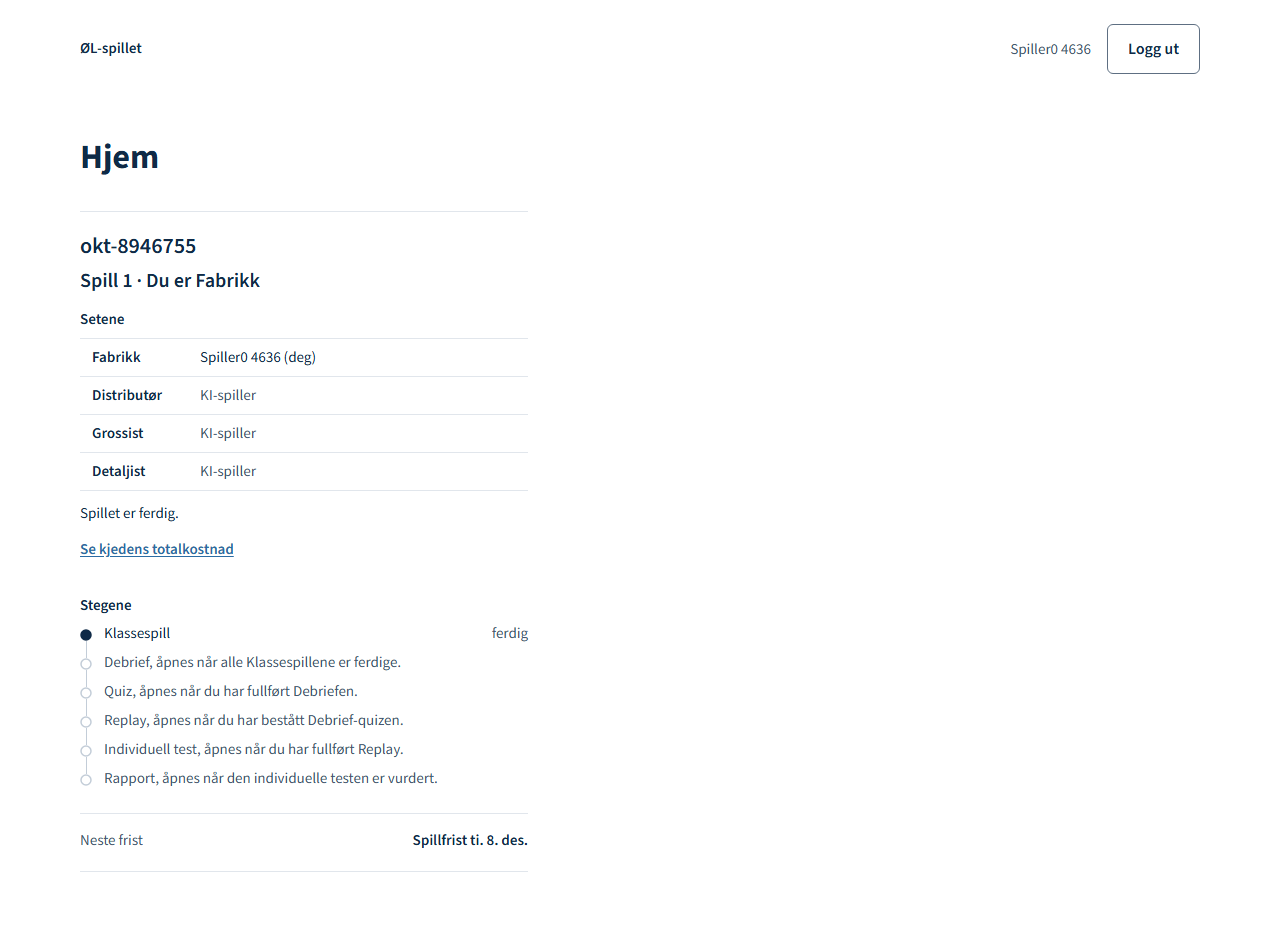 ØL-spillet
Spiller0 4636
Logg ut
Hjem
okt-8946755
Spill 1 · Du er Fabrikk
Setene
Fabrikk Spiller0 4636 (deg)
Distributør KI-spiller
Grossist KI-spiller
Detaljist KI-spiller
Spillet er ferdig.
Se kjedens totalkostnad
Stegene
Klassespill ferdig
Debrief, åpnes når alle Klassespillene er ferdige.
Quiz, åpnes når du har fullført Debriefen.
Replay, åpnes når du har bestått Debrief-quizen.
Individuell test, åpnes når du har fullført Replay.
Rapport, åpnes når den individuelle testen er vurdert.
Neste frist Spillfrist ti. 8. des.